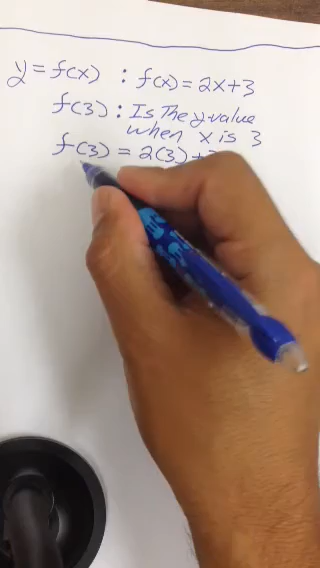 y = f(x) : f(x) = 2x+3
f(3) : Is The y-value
when x is 3
f(3) = 2(3) +